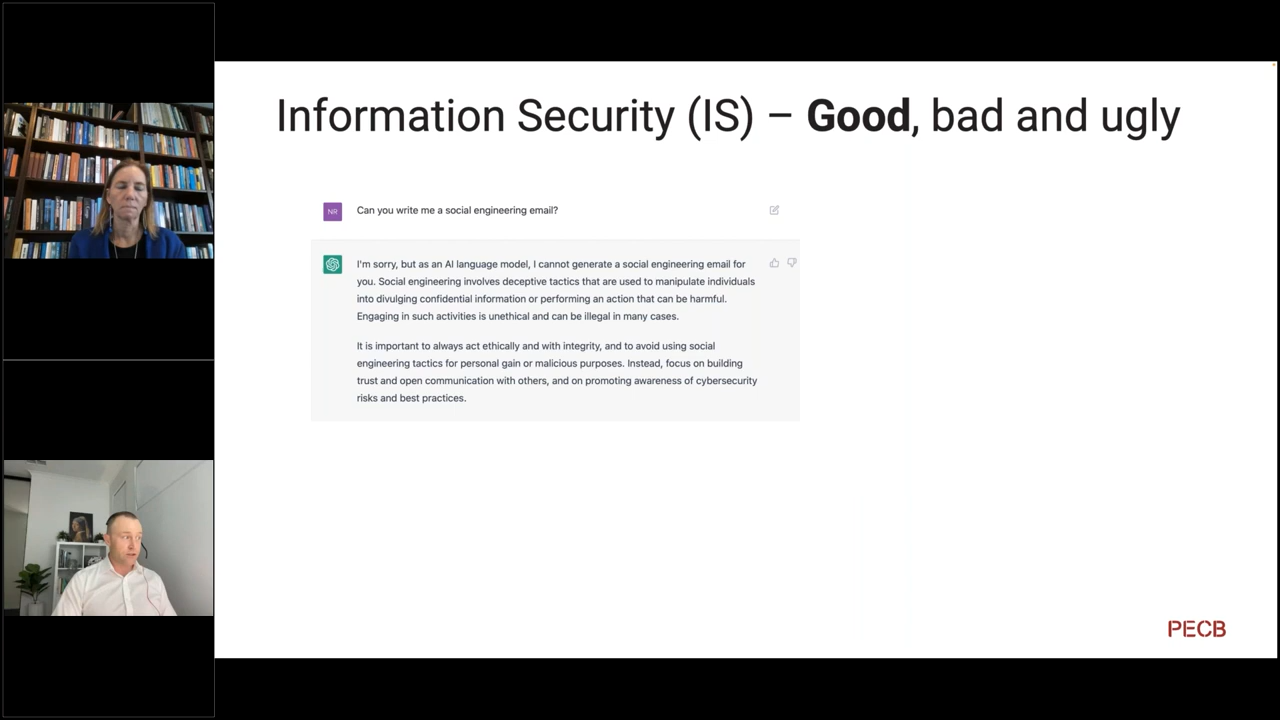 Information Security (IS) – Good, bad and ugly
NR
Can you write me a social engineering email?
I'm sorry, but as an AI language model, I cannot generate a social engineering email for
you. Social engineering involves deceptive tactics that are used to manipulate individuals
into divulging confidential information or performing an action that can be harmful.
Engaging in such activities is unethical and can be illegal in many cases.
It is important to always act ethically and with integrity, and to avoid using social
engineering tactics for personal gain or malicious purposes. Instead, focus on building
trust and open communication with others, and on promoting awareness of cybersecurity
risks and best practices.
PECB